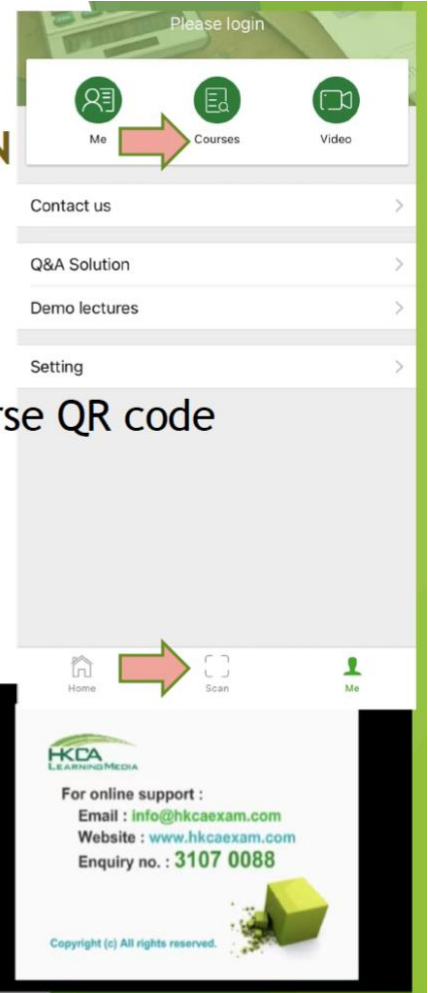 Please login
Me
Courses
Video
N
Contact us
Q&A Solution
Demo lectures
Setting
rse QR code
Home
Scan
Me
HKCA
LEARNING MEDIA
For online support :
Email : info@hkcaexam.com
Website : www.hkcaexam.com
Enquiry no. : 3107 0088
Copyright (c) All rights reserved.